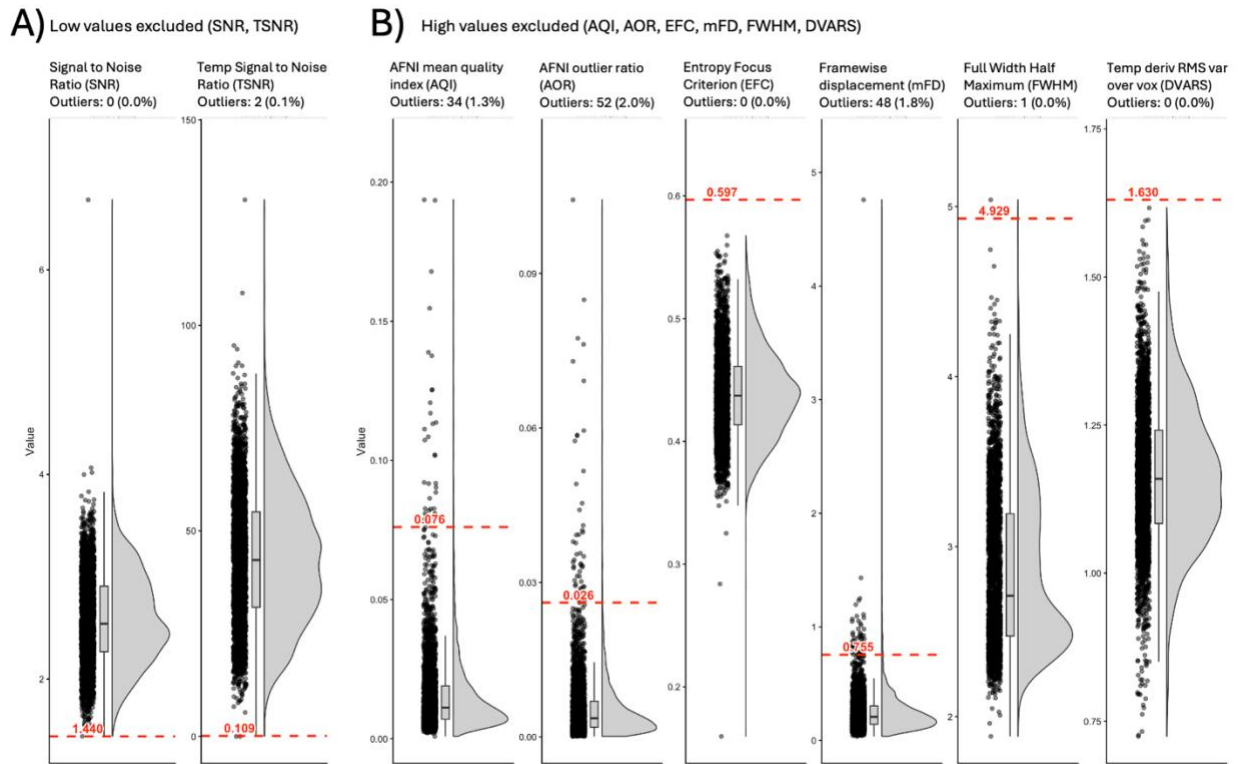 A) Low values excluded (SNR, TSNR)
B) High values excluded (AQI, AOR, EFC, mFD, FWHM, DVARS)
Signal to Noise
Ratio (SNR)
Outliers: 0 (0.0%)
Temp Signal to Noise
Ratio (TSNR)
Outliers: 2 (0.1%)
AFNI mean quality
index (AQI)
Outliers: 34 (1.3%)
AFNI outlier ratio
(AOR)
Outliers: 52 (2.0%)
Entropy Focus
Criterion (EFC)
Outliers: 0 (0.0%)
Framewise
displacement (mFD)
Outliers: 48 (1.8%)
Full Width Half
Maximum (FWHM)
Outliers: 1 (0.0%)
Temp deriv RMS var
over vox (DVARS)
Outliers: 0 (0.0%)
Value
6
4
2
1.440
150
100
50
0
0.109
Value
0.20
0.15
0.10
0.05
0.00
0.076
0.09
0.06
0.03
0.00
0.026
0.6
0.5
0.4
0.3
0.2
0.597
5
4
3
2
1
0
0.755
5
4
3
2
4.929
1.75
1.50
1.25
1.00
0.75
1.630